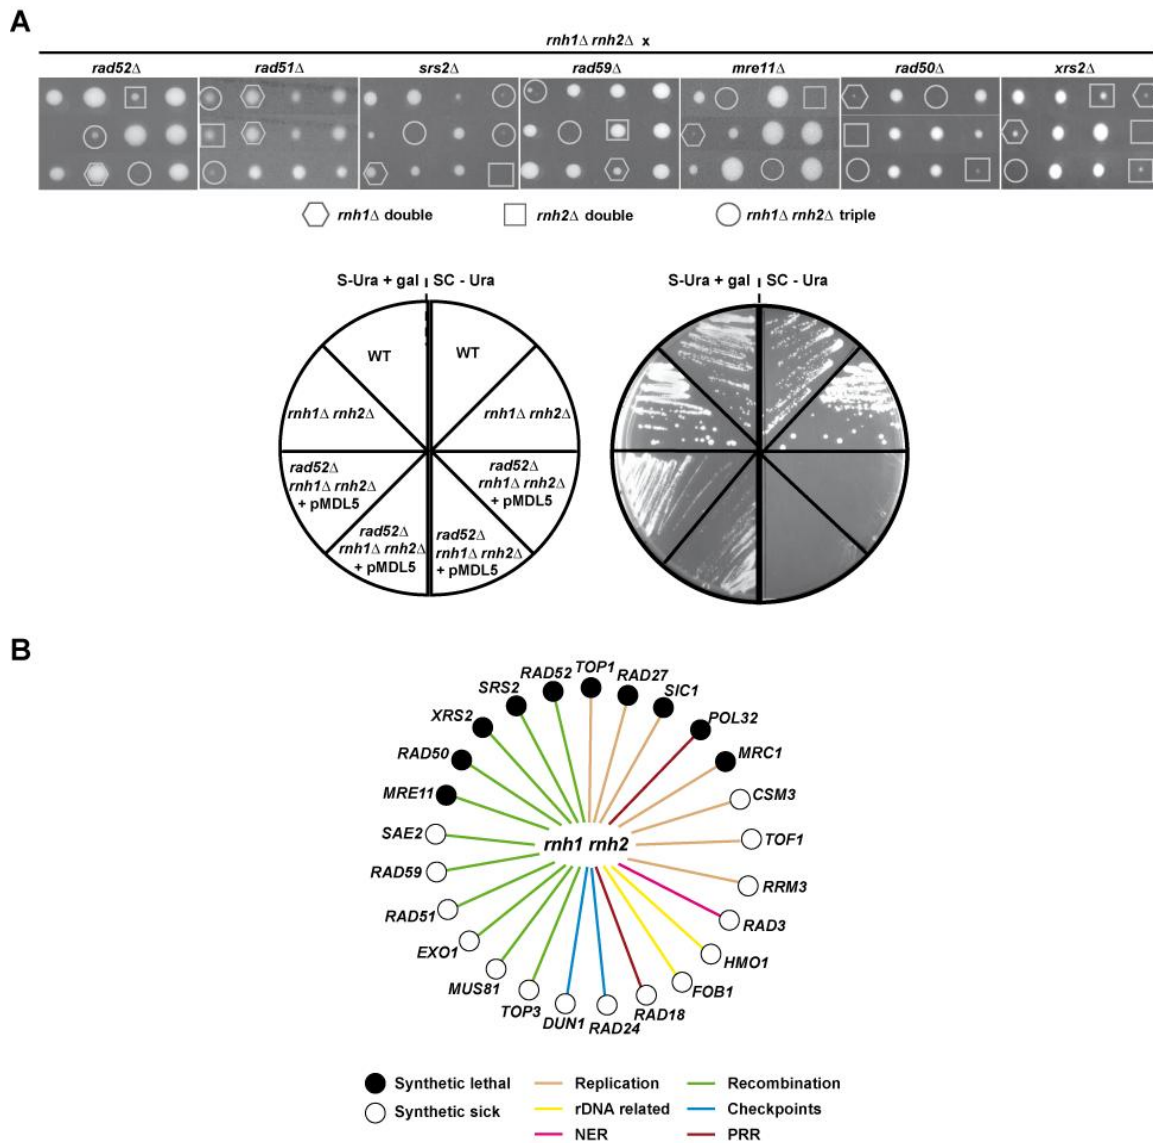 A
rnh1Δ rnh2Δ x
rad52Δ rad51Δ srs2Δ rad59Δ mre11Δ rad50Δ xrs2Δ
rnh1Δ double rnh2Δ double rnh1Δ rnh2Δ triple
S-Ura + gal SC - Ura S-Ura + gal SC - Ura
WT WT
rnh1Δ rnh2Δ rnh1Δ rnh2Δ
rad52Δ
rnh1Δ rnh2Δ
+ pMDL5
rad52Δ
rnh1Δ rnh2Δ
+ pMDL5
rad52Δ
rnh1Δ rnh2Δ
+ pMDL5
rad52Δ
rnh1Δ rnh2Δ
+ pMDL5
B
TOP1
RAD27
SIC1
POL32
MRC1
CSM3
TOF1
RRM3
RAD3
HMO1
FOB1
RAD18
RAD24
DUN1
TOP3
MUS81
EXO1
RAD51
RAD59
SAE2
MRE11
RAD50
XRS2
SRS2
RAD52
rnh1 rnh2
Synthetic lethal Replication Recombination
Synthetic sick rDNA related Checkpoints
NER PRR